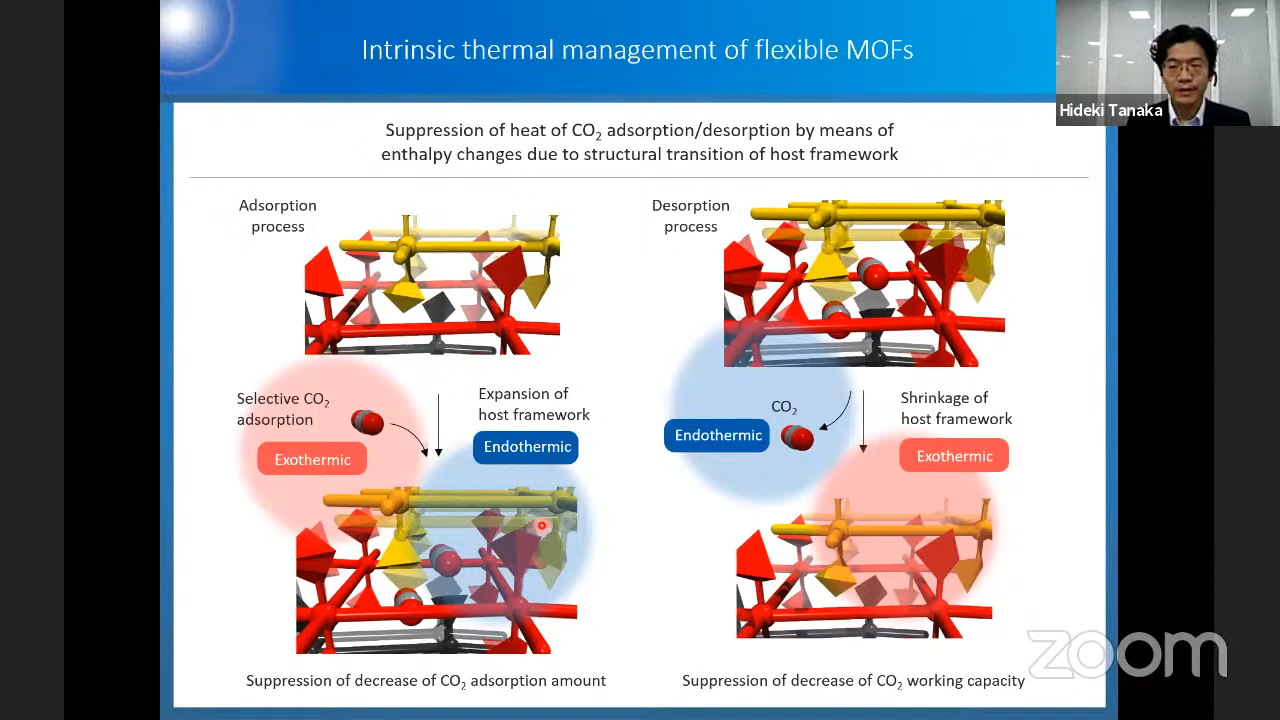 Intrinsic thermal management of flexible MOFs
Hideki Tanaka
Suppression of heat of CO₂ adsorption/desorption by means of
enthalpy changes due to structural transition of host framework
Adsorption
process
Selective CO₂
adsorption
Exothermic
Expansion of
host framework
Endothermic
Suppression of decrease of CO₂ adsorption amount
Desorption
process
CO₂
Endothermic
Shrinkage of
host framework
Exothermic
Suppression of decrease of CO₂ working capacity
zoom